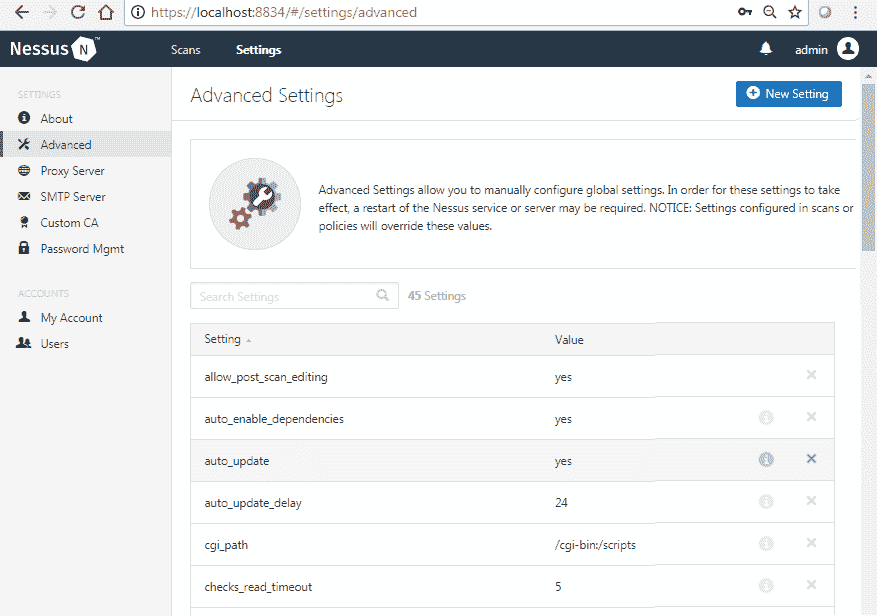 https://localhost:8834/#/settings/advanced
Nessus N ™ Scans Settings admin
SETTINGS
About
Advanced
Proxy Server
SMTP Server
Custom CA
Password Mgmt
ACCOUNTS
My Account
Users
Advanced Settings
New Setting
Advanced Settings allow you to manually configure global settings. In order for these settings to take
effect, a restart of the Nessus service or server may be required. NOTICE: Settings configured in scans or
policies will override these values.
Search Settings 45 Settings
Setting Value
allow_post_scan_editing yes
auto_enable_dependencies yes
auto_update yes
auto_update_delay 24
cgi_path /cgi-bin:/scripts
checks_read_timeout 5